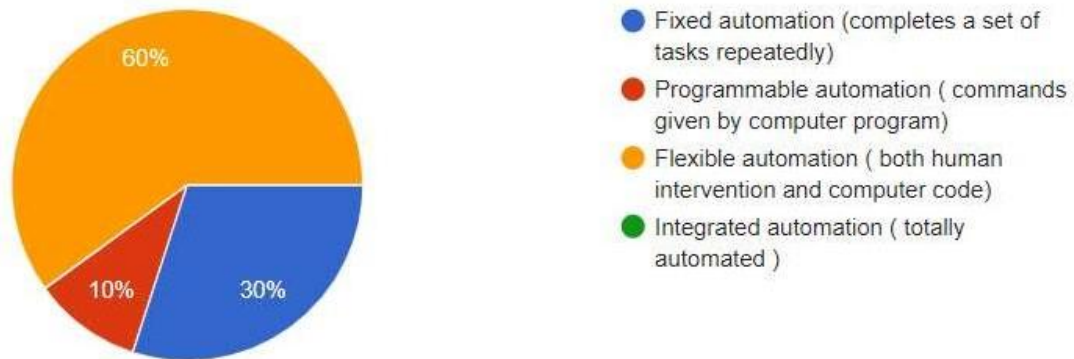 60%
10%
30%
Fixed automation (completes a set of
tasks repeatedly)
Programmable automation ( commands
given by computer program)
Flexible automation ( both human
intervention and computer code)
Integrated automation ( totally
automated )